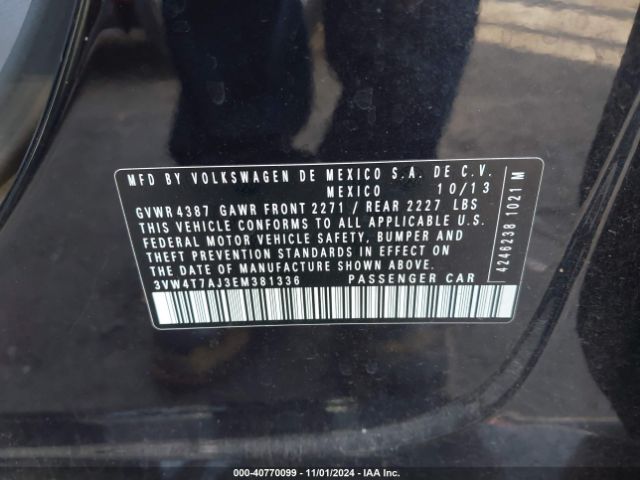 MFD BY VOLKSWAGEN DE MEXICO S.A. DE C.V.
MEXICO 10/13
GVWR 4387 GAWR FRONT 2271 / REAR 2227 LBS
THIS VEHICLE CONFORMS TO ALL APPLICABLE U.S.
FEDERAL MOTOR VEHICLE SAFETY, BUMPER AND
THEFT PREVENTION STANDARDS IN EFFECT ON
THE DATE OF MANUFACTURE SHOWN ABOVE.
3VW4T7AJ3EM381336 PASSENGER CAR
4246238 1021 M
000-40770099 - 11/01/2024 - IAA Inc.